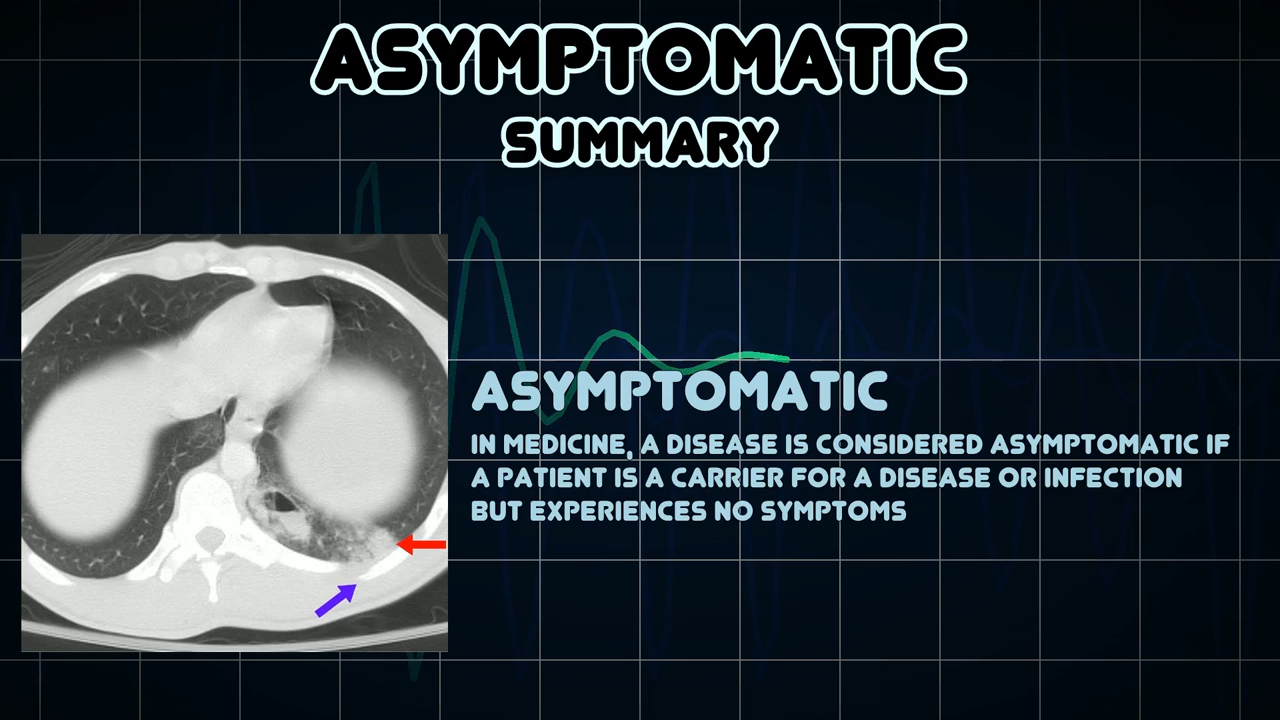 ASYMPTOMATIC
SUMMARY
ASYMPTOMATIC
IN MEDICINE, A DISEASE IS CONSIDERED ASYMPTOMATIC IF
A PATIENT IS A CARRIER FOR A DISEASE OR INFECTION
BUT EXPERIENCES NO SYMPTOMS